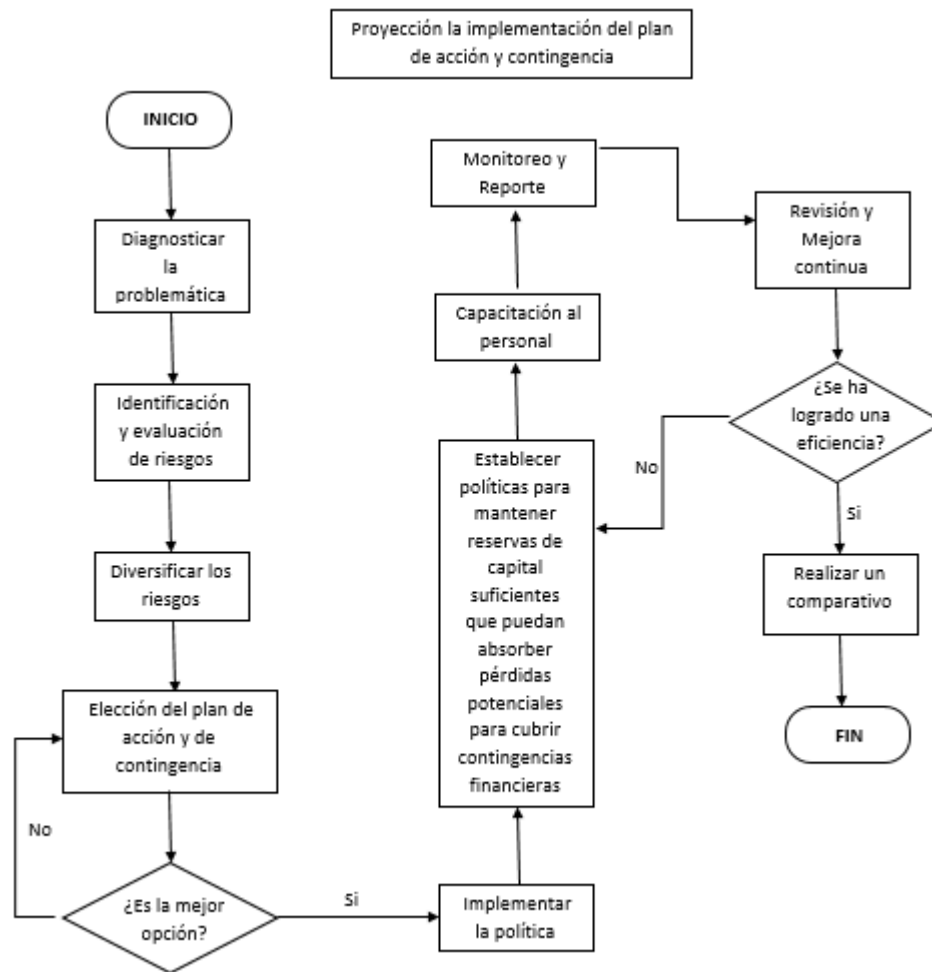 Proyección la implementación del plan
de acción y contingencia
INICIO
Diagnosticar
la
problemática
Identificación
y evaluación
de riesgos
Diversificar los
riesgos
Elección del plan de
acción y de
contingencia
No
¿Es la mejor
opción?
Si
Implementar
la política
Establecer
políticas para
mantener
reservas de
capital
suficientes
que puedan
absorber
pérdidas
potenciales
para cubrir
contingencias
financieras
Capacitación al
personal
Monitoreo y
Reporte
Revisión y
Mejora
continua
¿Se ha
logrado una
eficiencia?
No
Si
Realizar un
comparativo
FIN